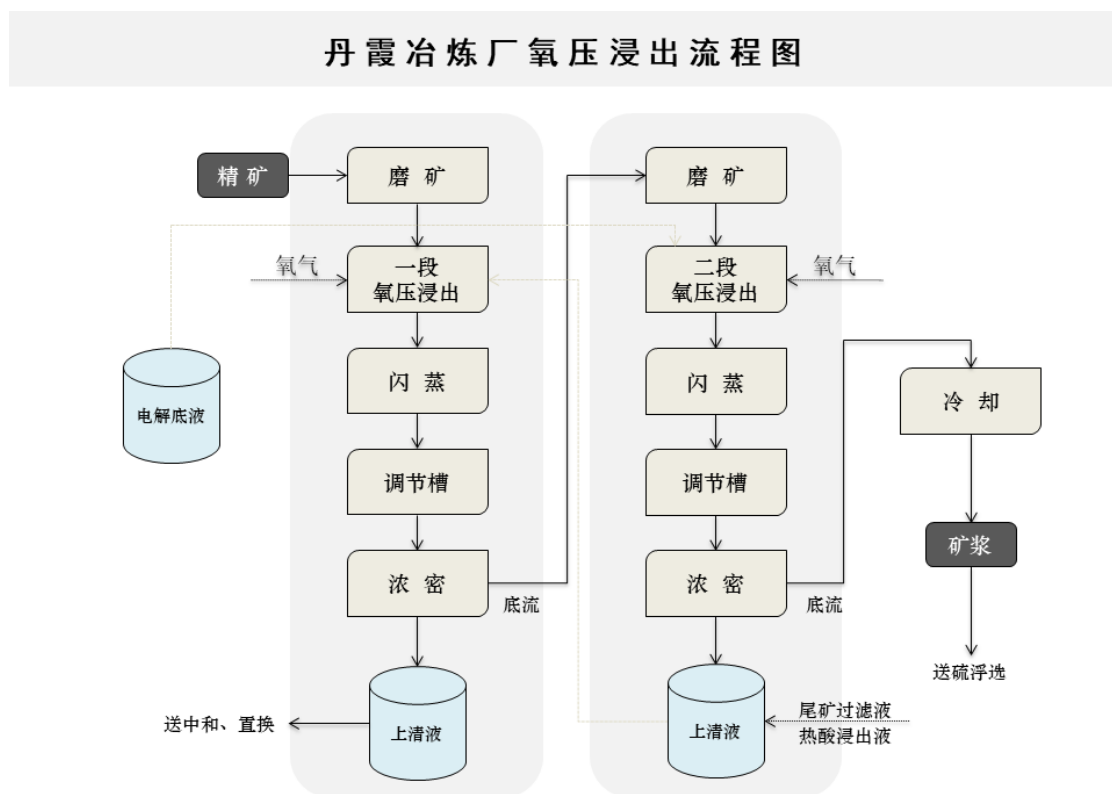 丹霞冶炼厂氧压浸出流程图
精矿
磨矿
磨矿
氧气
一段
氧压浸出
二段
氧压浸出
氧气
闪蒸
闪蒸
冷却
电解底液
调节槽
调节槽
矿浆
浓密
底流
浓密
底流
送硫浮选
送中和、置换
上清液
上清液
尾矿过滤液
热酸浸出液